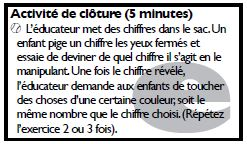 Activité de clôture (5 minutes)
L'éducateur met des chiffres dans le sac. Un
enfant pige un chiffre les yeux fermés et
essaie de deviner de quel chiffre il s'agit en le
manipulant. Une fois le chiffre révélé,
l'éducateur demande aux enfants de toucher
des choses d'une certaine couleur, soit le
même nombre que le chiffre choisi. (Répétez
l'exercice 2 ou 3 fois).
e